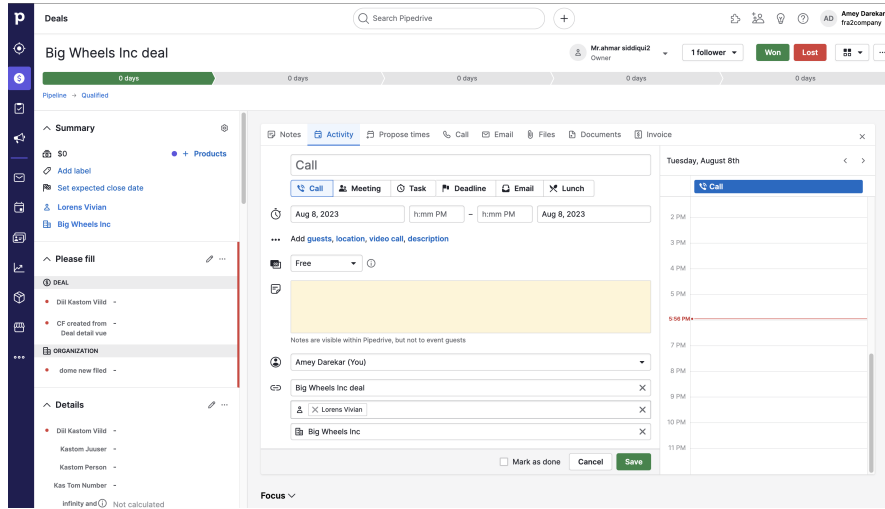 p
Deals
Search Pipedrive
AD
Amey Darekar
fra2company
Big Wheels Inc deal
Mr.ahmar siddiqui2
Owner
1 follower
Won
Lost
0 days
0 days
0 days
0 days
0 days
Pipeline → Qualified
Summary
$0
+ Products
Add label
Set expected close date
Lorens Vivian
Big Wheels Inc
Please fill
DEAL
Diil Kastom Viild -
CF created from -
Deal detail vue
ORGANIZATION
dome new filed -
Details
Diil Kastom Viild -
Kastom Juuser -
Kastom Person -
Kas Tom Number -
Infinity and Not calculated
Notes
Activity
Propose times
Call
Email
Files
Documents
Invoice
Call
Call
Meeting
Task
Deadline
Email
Lunch
Aug 8, 2023
h:mm PM
–
h:mm PM
Aug 8, 2023
Add guests, location, video call, description
Free
Notes are visible within Pipedrive, but not to event guests
Amey Darekar (You)
Big Wheels Inc deal
Lorens Vivian
Big Wheels Inc
Mark as done
Cancel
Save
Tuesday, August 8th
Call
2 PM
3 PM
4 PM
5 PM
5:56 PM
7 PM
8 PM
9 PM
10 PM
11 PM
Focus